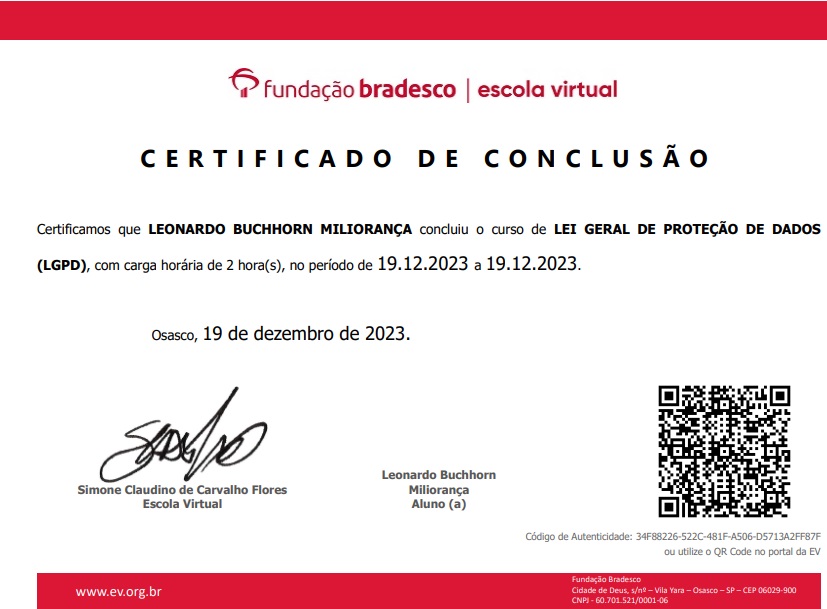 fundação bradesco | escola virtual
CERTIFICADO DE CONCLUSÃO
Certificamos que LEONARDO BUCHHORN MILIORANÇA concluiu o curso de LEI GERAL DE PROTEÇÃO DE DADOS
(LGPD), com carga horária de 2 hora(s), no período de 19.12.2023 a 19.12.2023.
Osasco, 19 de dezembro de 2023.
Simone Claudino de Carvalho Flores
Escola Virtual
Leonardo Buchhorn
Miliorança
Aluno (a)
Código de Autenticidade: 34F88226-522C-481F-A506-D5713A2FF87F
ou utilize o QR Code no portal da EV
www.ev.org.br
Fundação Bradesco
Cidade de Deus, s/nº – Vila Yara – Osasco – SP – CEP 06029-900
CNPJ - 60.701.521/0001-06